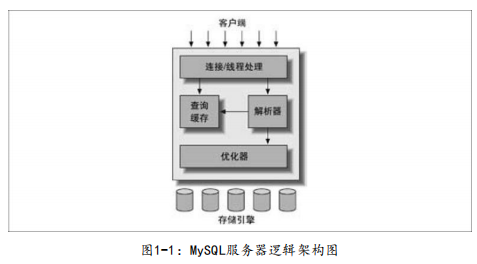 客户端
连接/线程处理
查询
缓存
解析器
优化器
存储引擎
图1-1：MySQL服务器逻辑架构图